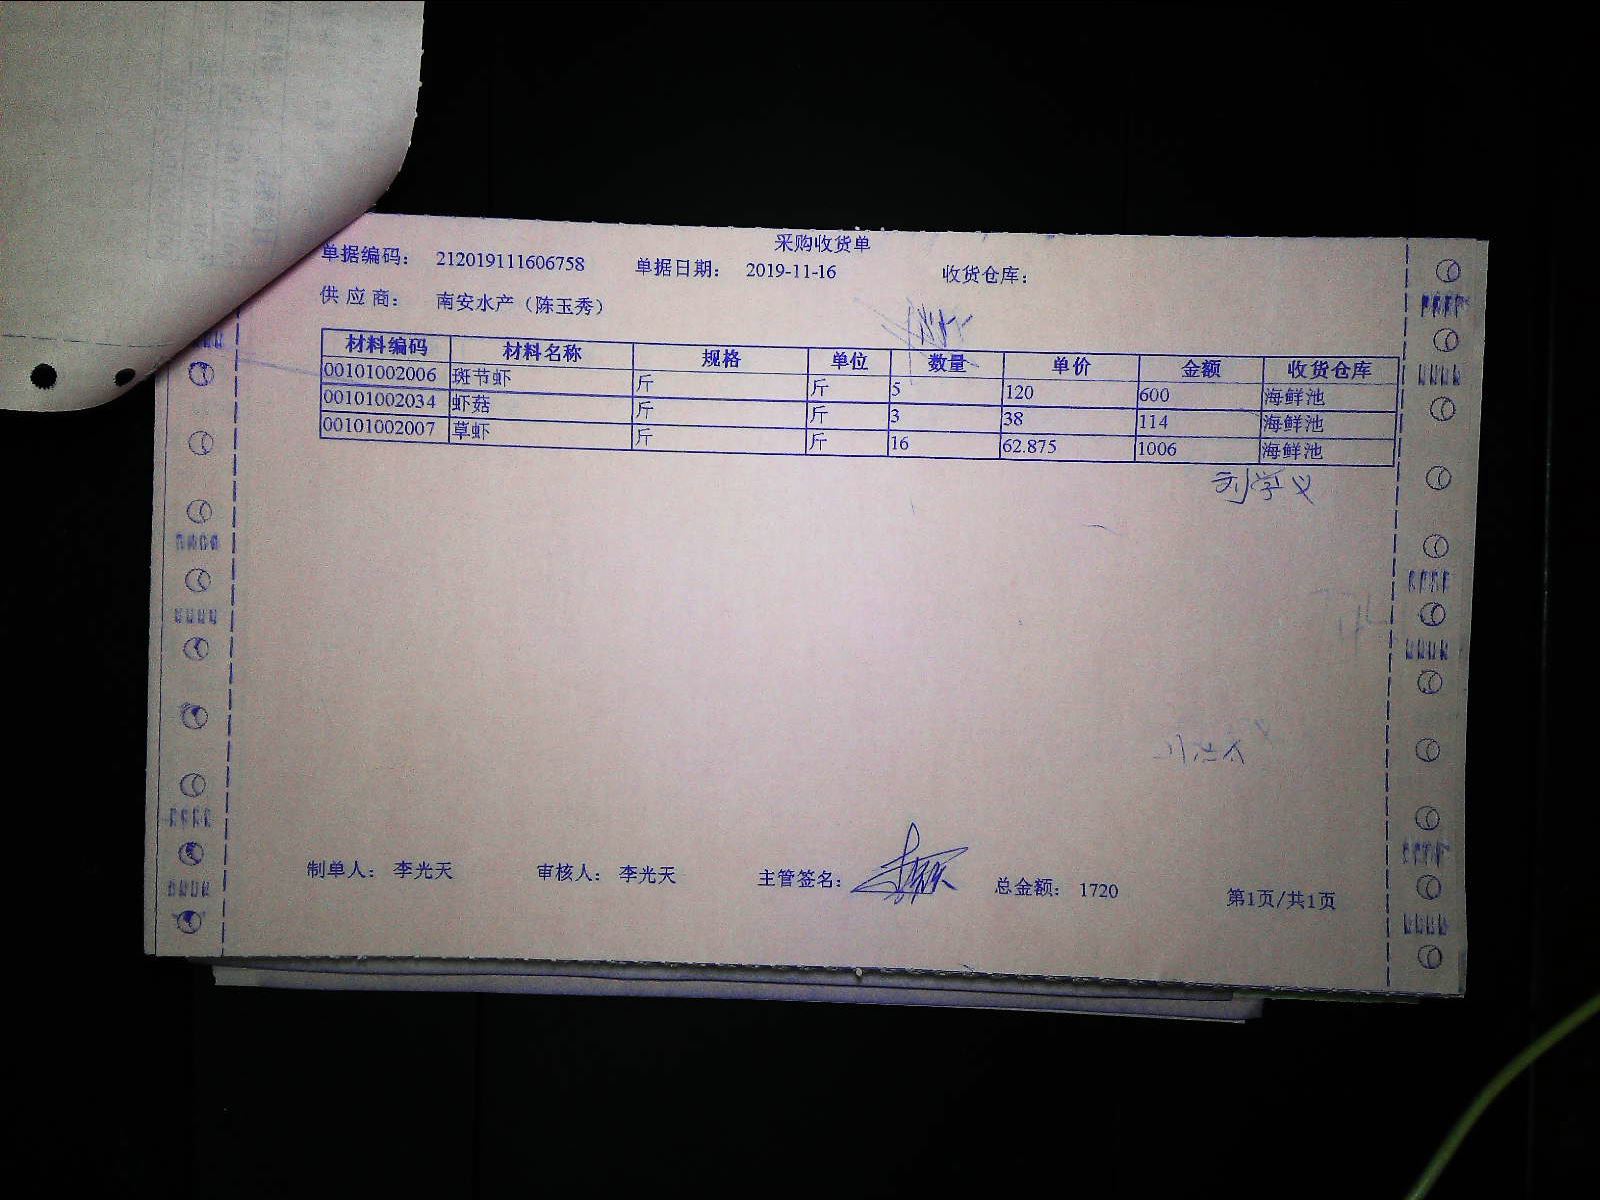 采购收货单
单据编码: 212019111606758 单据日期: 2019-11-16 收货仓库:
供应商: 南安水产（陈玉秀）
材料编码 材料名称 规格 单位 数量 单价 金额 收货仓库
00101002006 斑节虾 斤 斤 5 120 600 海鲜池
00101002034 虾菇 斤 斤 3 38 114 海鲜池
00101002007 草虾 斤 斤 16 62.875 1006 海鲜池
刘学义
制单人: 李光天 审核人: 李光天 主管签名: 总金额: 1720 第1页/共1页